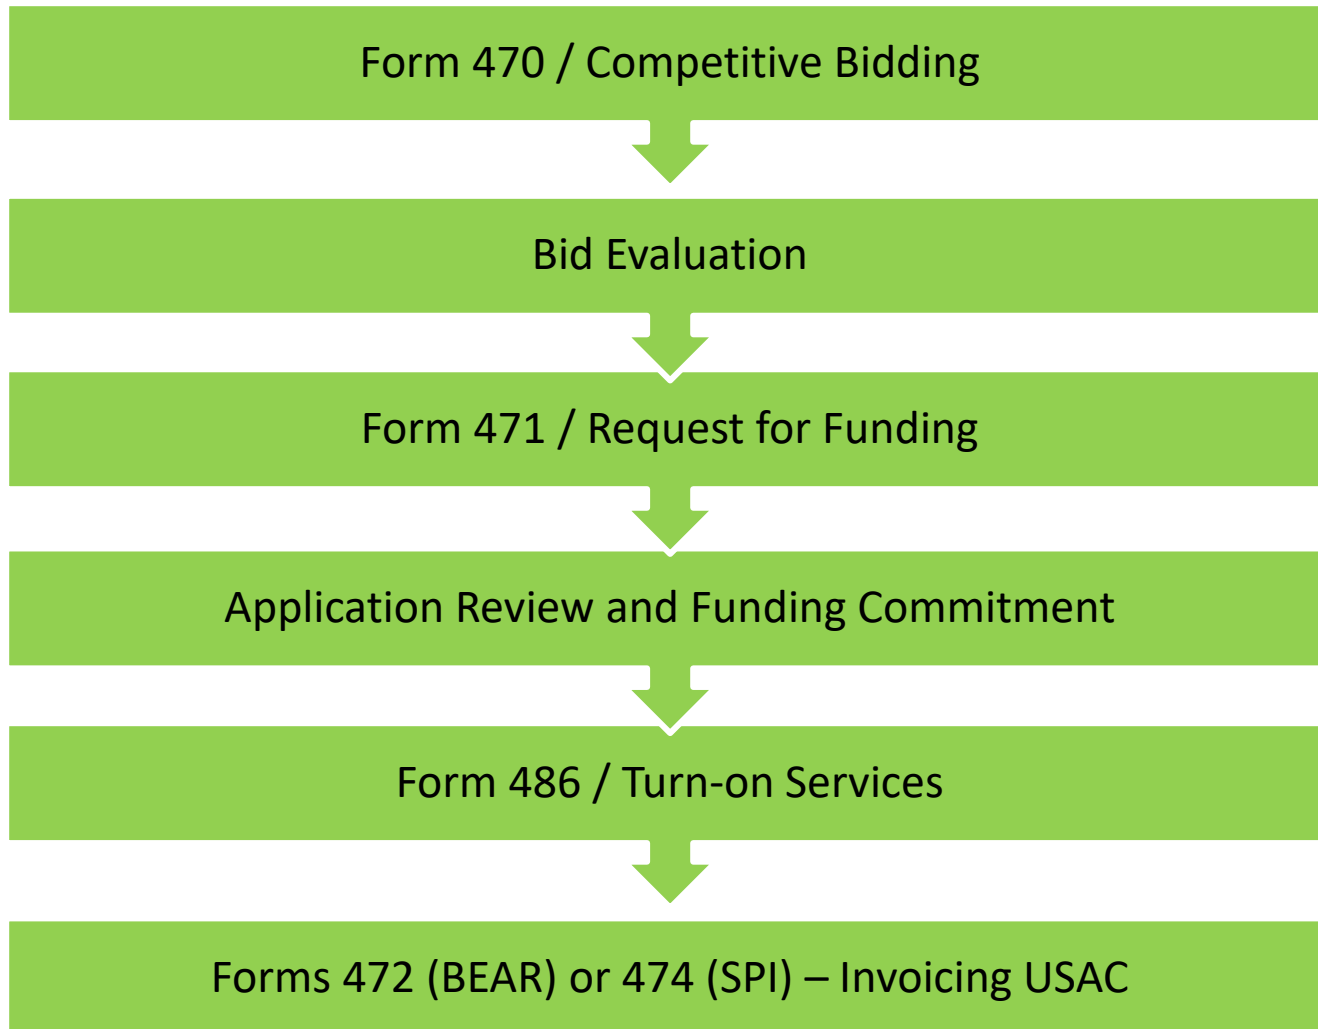 Form 470 / Competitive Bidding
Bid Evaluation
Form 471 / Request for Funding
Application Review and Funding Commitment
Form 486 / Turn-on Services
Forms 472 (BEAR) or 474 (SPI) – Invoicing USAC